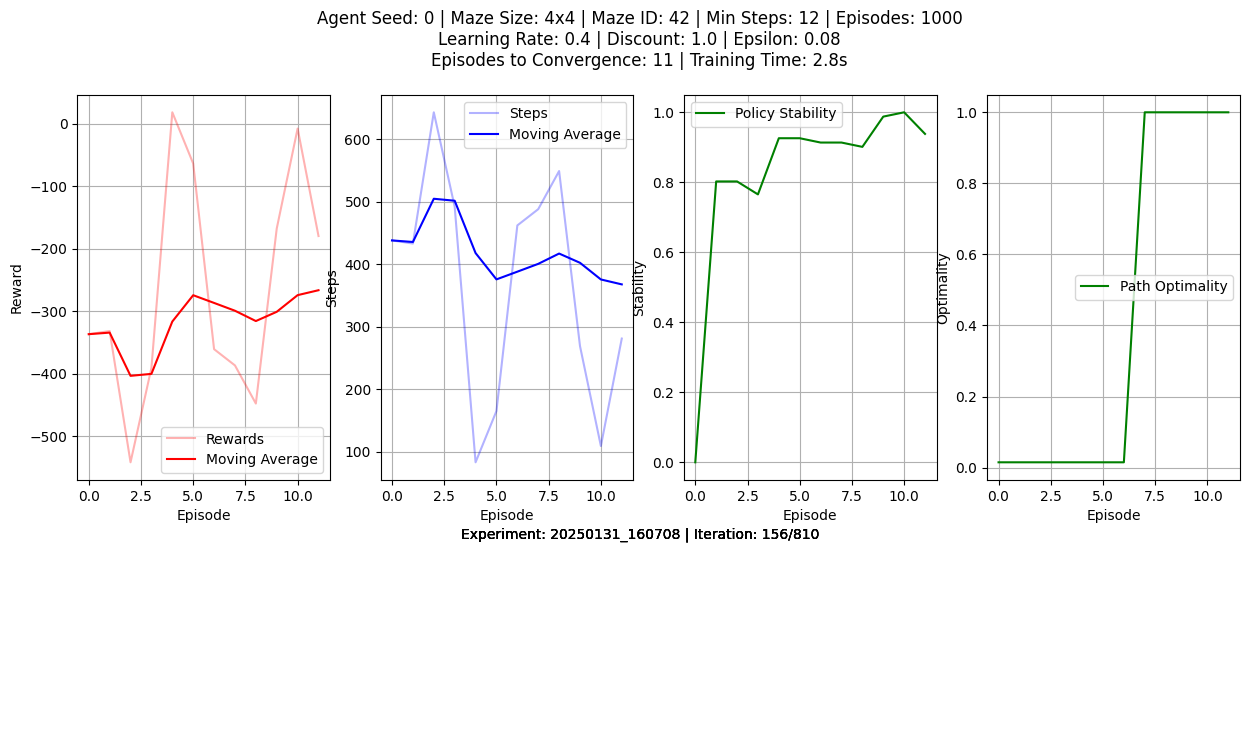 Agent Seed: 0 | Maze Size: 4x4 | Maze ID: 42 | Min Steps: 12 | Episodes: 1000
Learning Rate: 0.4 | Discount: 1.0 | Epsilon: 0.08
Episodes to Convergence: 11 | Training Time: 2.8s
Reward
0
−100
−200
−300
−400
−500
Rewards
Moving Average
0.0 2.5 5.0 7.5 10.0
Episode
Steps
600
500
400
300
200
100
Steps
Moving Average
0.0 2.5 5.0 7.5 10.0
Episode
Stability
1.0
0.8
0.6
0.4
0.2
0.0
Policy Stability
0.0 2.5 5.0 7.5 10.0
Episode
Optimality
1.0
0.8
0.6
0.4
0.2
0.0
Path Optimality
0.0 2.5 5.0 7.5 10.0
Episode
Experiment: 20250131_160708 | Iteration: 156/810